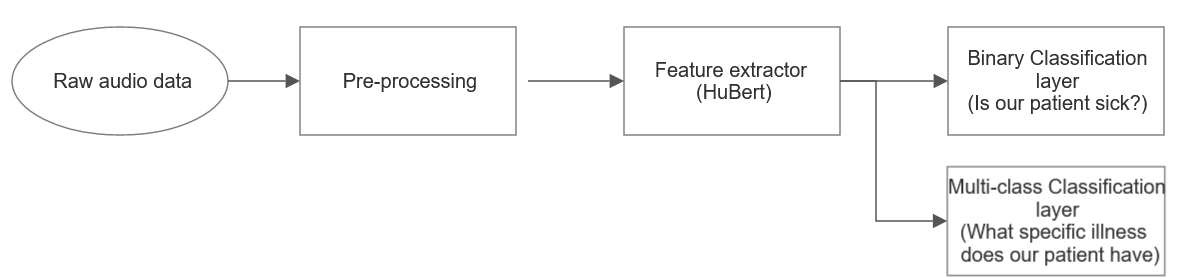 Raw audio data
Pre-processing
Feature extractor
(HuBert)
Binary Classification
layer
(Is our patient sick?)
Multi-class Classification
layer
(What specific illness
does our patient have)